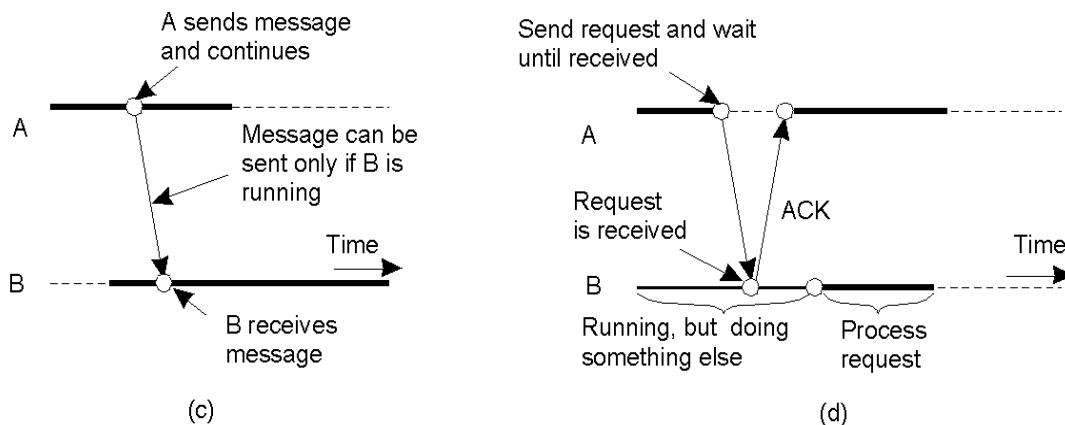 A sends message
and continues
A
Message can be
sent only if B is
running
Time
B
B receives
message
(c)
Send request and wait
until received
A
Request
is received
ACK
Time
B
Running, but doing
something else
Process
request
(d)